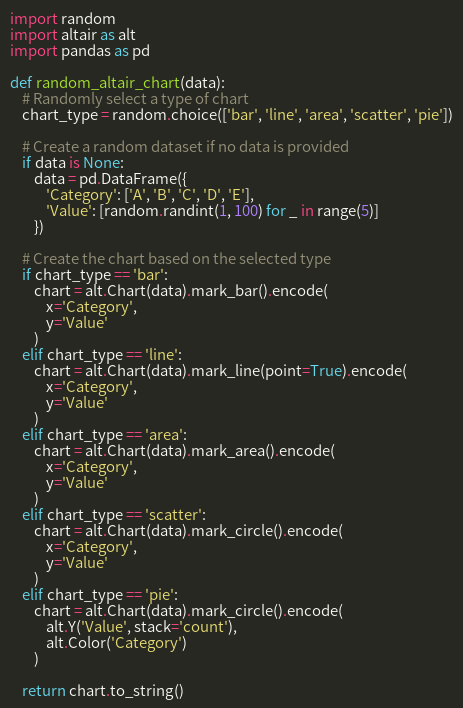 import random
import altair as alt
import pandas as pd

def random_altair_chart(data):
    # Randomly select a type of chart
    chart_type = random.choice(['bar', 'line', 'area', 'scatter', 'pie'])

    # Create a random dataset if no data is provided
    if data is None:
        data = pd.DataFrame({
            'Category': ['A', 'B', 'C', 'D', 'E'],
            'Value': [random.randint(1, 100) for _ in range(5)]
        })

    # Create the chart based on the selected type
    if chart_type == 'bar':
        chart = alt.Chart(data).mark_bar().encode(
            x='Category',
            y='Value'
        )
    elif chart_type == 'line':
        chart = alt.Chart(data).mark_line(point=True).encode(
            x='Category',
            y='Value'
        )
    elif chart_type == 'area':
        chart = alt.Chart(data).mark_area().encode(
            x='Category',
            y='Value'
        )
    elif chart_type == 'scatter':
        chart = alt.Chart(data).mark_circle().encode(
            x='Category',
            y='Value'
        )
    elif chart_type == 'pie':
        chart = alt.Chart(data).mark_circle().encode(
            alt.Y('Value', stack='count'),
            alt.Color('Category')
        )

    return chart.to_string()